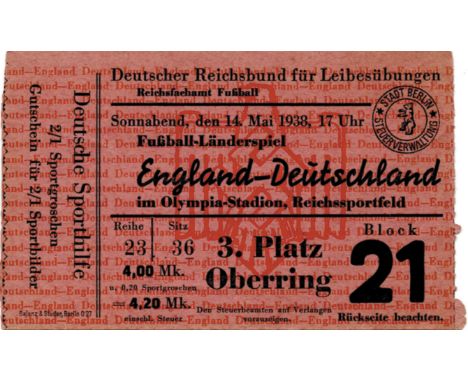 Deutscher Reichsbund für Leibesübungen
Reichsfachamt Fußball
Sonnabend, den 14. Mai 1938, 17 Uhr
Fußball-Länderspiel
England-Deutschland
im Olympia-Stadion, Reichssportfeld
STADT BERLIN
STEUERVERWALTUNG
Reihe Sitz
23 36
4,00 Mk.
u. 0,20 Sportgroschen
4,20 Mk.
einschl. Steuer
3. Platz
Oberring
Den Steuerbeamten auf Verlangen
vorzuzeigen.
Block
21
Rückseite beachten.
Deutsche Sporthilfe
2/1 Sportgroschen
Gutschein für 2/1 Sportbilder